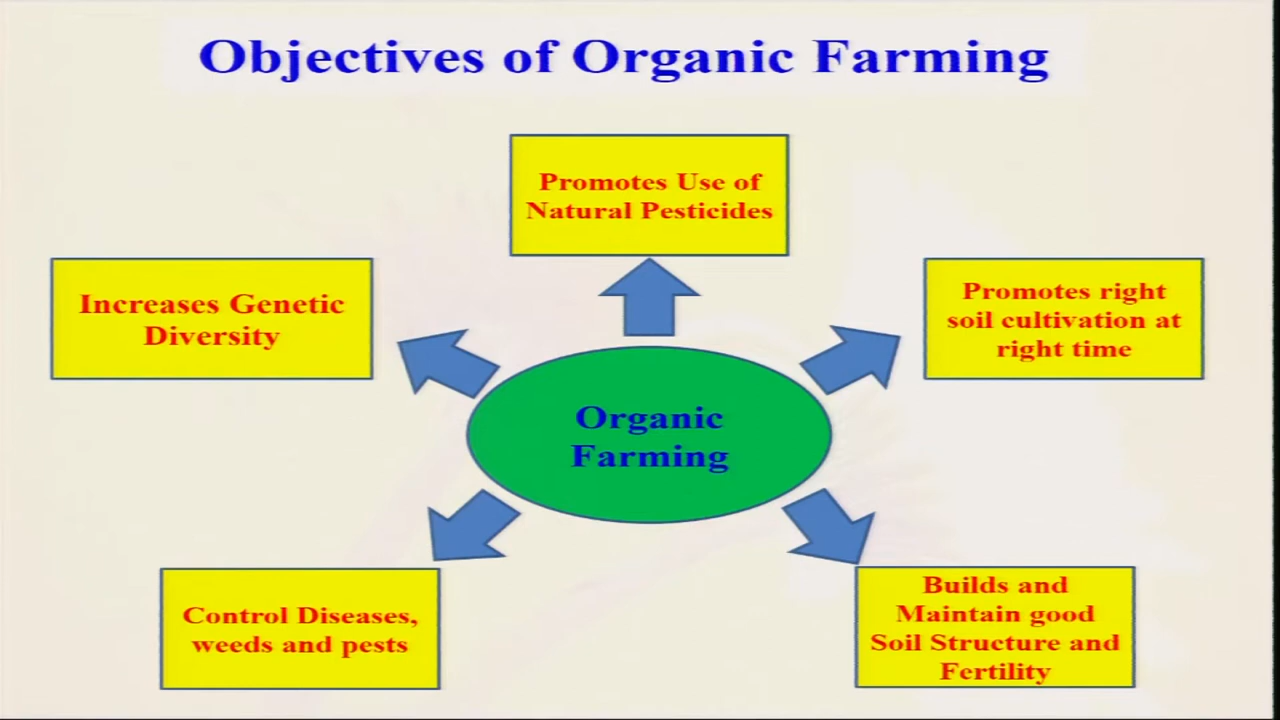 Objectives of Organic Farming
Promotes Use of
Natural Pesticides
Increases Genetic
Diversity
Promotes right
soil cultivation at
right time
Organic
Farming
Control Diseases,
weeds and pests
Builds and
Maintain good
Soil Structure and
Fertility